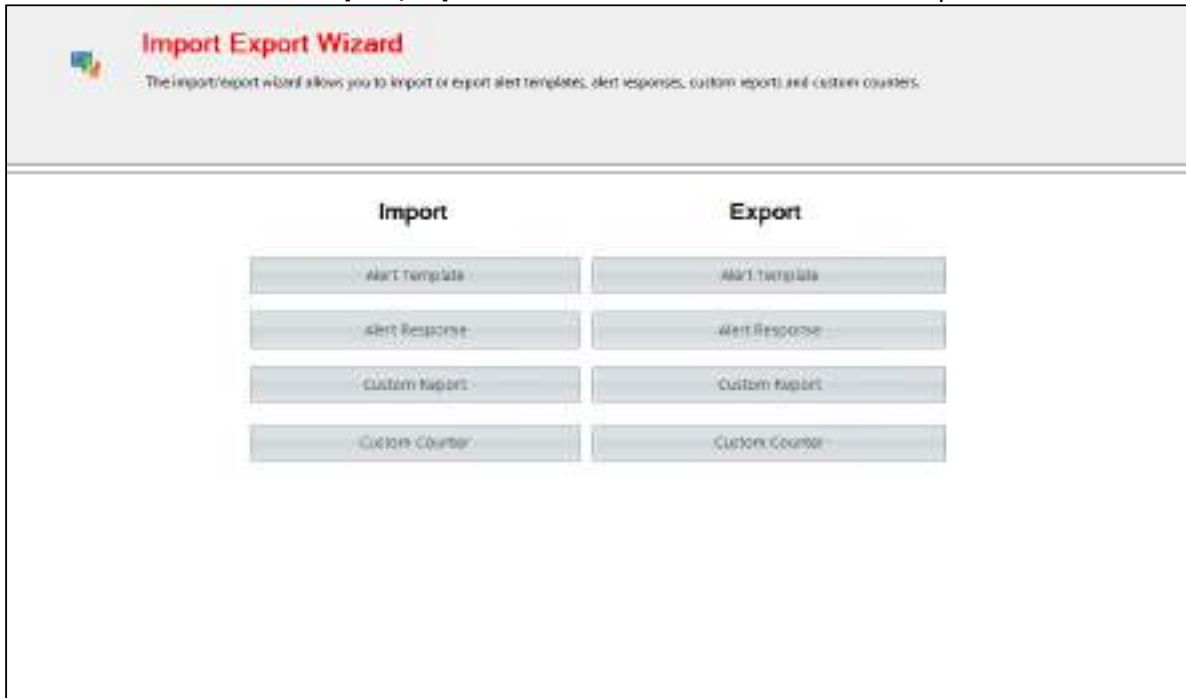 Import Export Wizard
The import/export wizard allows you to import or export alert templates, alert responses, custom reports and custom counters.
Import Export
Alert Template Alert Template
Alert Response Alert Response
Custom Report Custom Report
Custom Counter Custom Counter